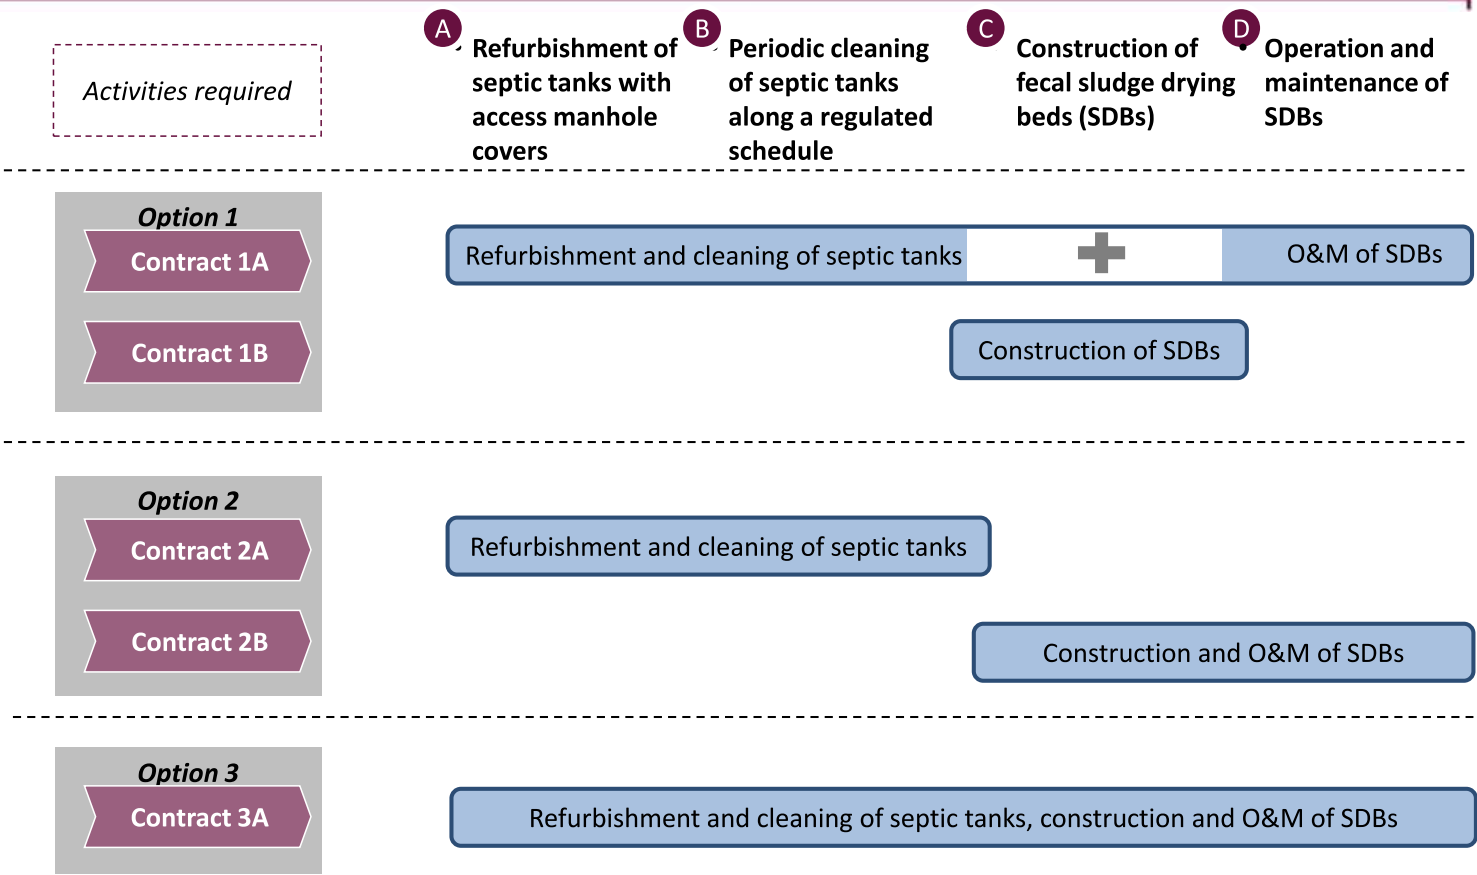 Activities required
A
Refurbishment of
septic tanks with
access manhole
covers
B
Periodic cleaning
of septic tanks
along a regulated
schedule
C
Construction of
fecal sludge drying
beds (SDBs)
D
• Operation and
maintenance of
SDBs
Option 1
Contract 1A
Refurbishment and cleaning of septic tanks
O&M of SDBs
Contract 1B
Construction of SDBs
Option 2
Contract 2A
Refurbishment and cleaning of septic tanks
Contract 2B
Construction and O&M of SDBs
Option 3
Contract 3A
Refurbishment and cleaning of septic tanks, construction and O&M of SDBs